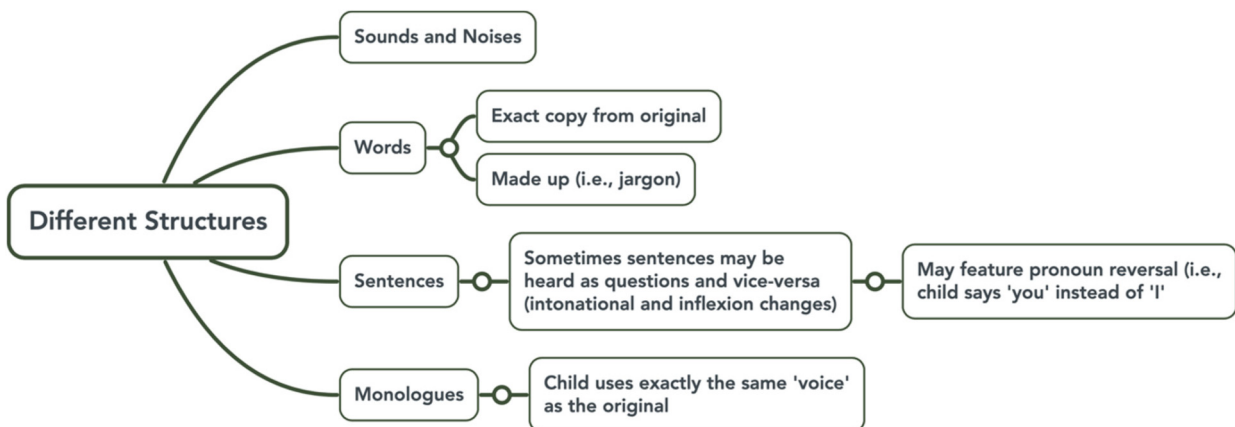 Different Structures
Sounds and Noises
Words
Exact copy from original
Made up (i.e., jargon)
Sentences
Sometimes sentences may be
heard as questions and vice-versa
(intonational and inflexion changes)
May feature pronoun reversal (i.e.,
child says 'you' instead of 'I'
Monologues
Child uses exactly the same 'voice'
as the original